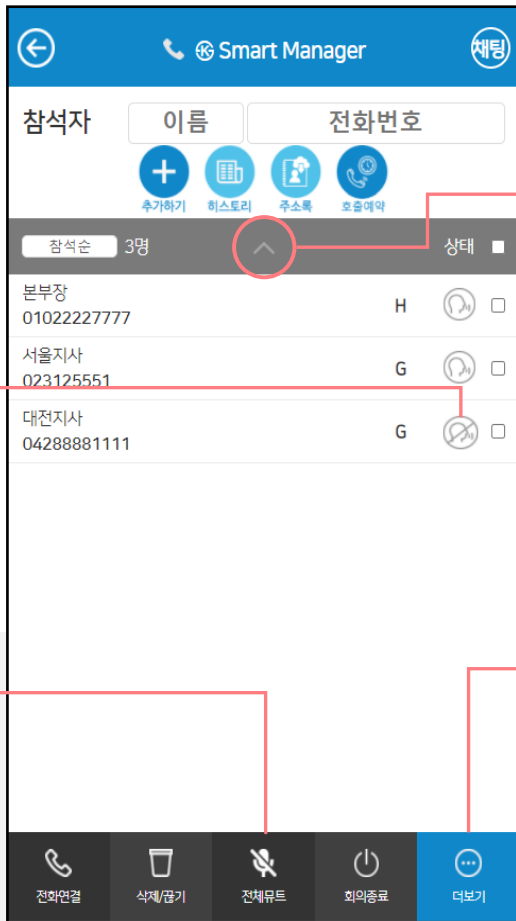 Smart Manager 채팅
참석자 이름 전화번호
추가하기 히스토리 주소록 호출예약
참석순 3명 상태
본부장
01022227777 H
서울지사
023125551 G
대전지사
04288881111 G
전화연결 삭제/끊기 전체뮤트 회의종료 더보기